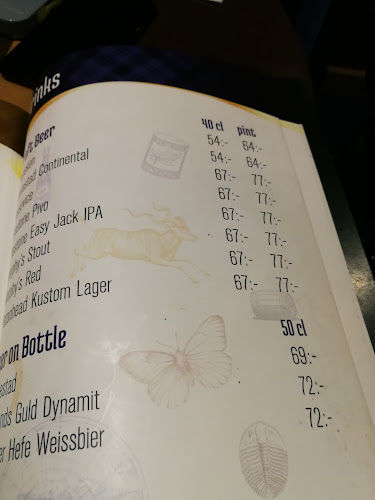 40 cl pint
Beer
54:- 64:-
Continental 54:- 64:-
67:- 77:-
Pivo 67:- 77:-
Easy Jack IPA 67:- 77:-
Stout 67:- 77:-
Red 67:- 77:-
Kustom Lager 67:- 77:-
on Bottle 50 cl
69:-
Guld Dynamit 72:-
Hefe Weissbier 72:-